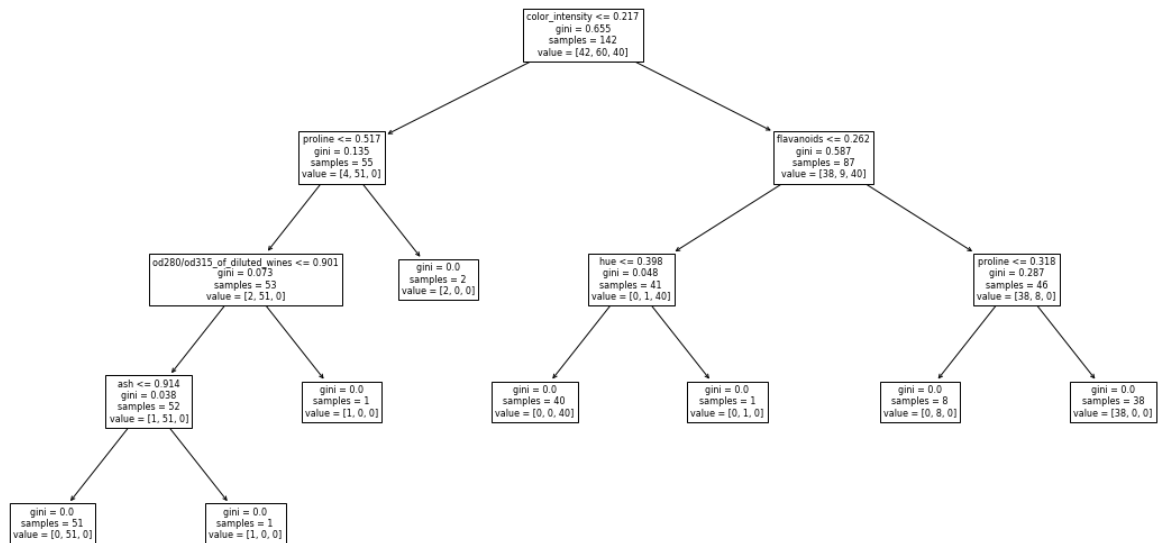 color_intensity <= 0.217
gini = 0.655
samples = 142
value = [42, 60, 40]
proline <= 0.517
gini = 0.135
samples = 55
value = [4, 51, 0]
flavanoids <= 0.262
gini = 0.587
samples = 87
value = [38, 9, 40]
od280/od315_of_diluted_wines <= 0.901
gini = 0.073
samples = 53
value = [2, 51, 0]
gini = 0.0
samples = 2
value = [2, 0, 0]
hue <= 0.398
gini = 0.048
samples = 41
value = [0, 1, 40]
proline <= 0.318
gini = 0.287
samples = 46
value = [38, 8, 0]
ash <= 0.914
gini = 0.038
samples = 52
value = [1, 51, 0]
gini = 0.0
samples = 1
value = [1, 0, 0]
gini = 0.0
samples = 40
value = [0, 0, 40]
gini = 0.0
samples = 1
value = [0, 1, 0]
gini = 0.0
samples = 8
value = [0, 8, 0]
gini = 0.0
samples = 38
value = [38, 0, 0]
gini = 0.0
samples = 51
value = [0, 51, 0]
gini = 0.0
samples = 1
value = [1, 0, 0]